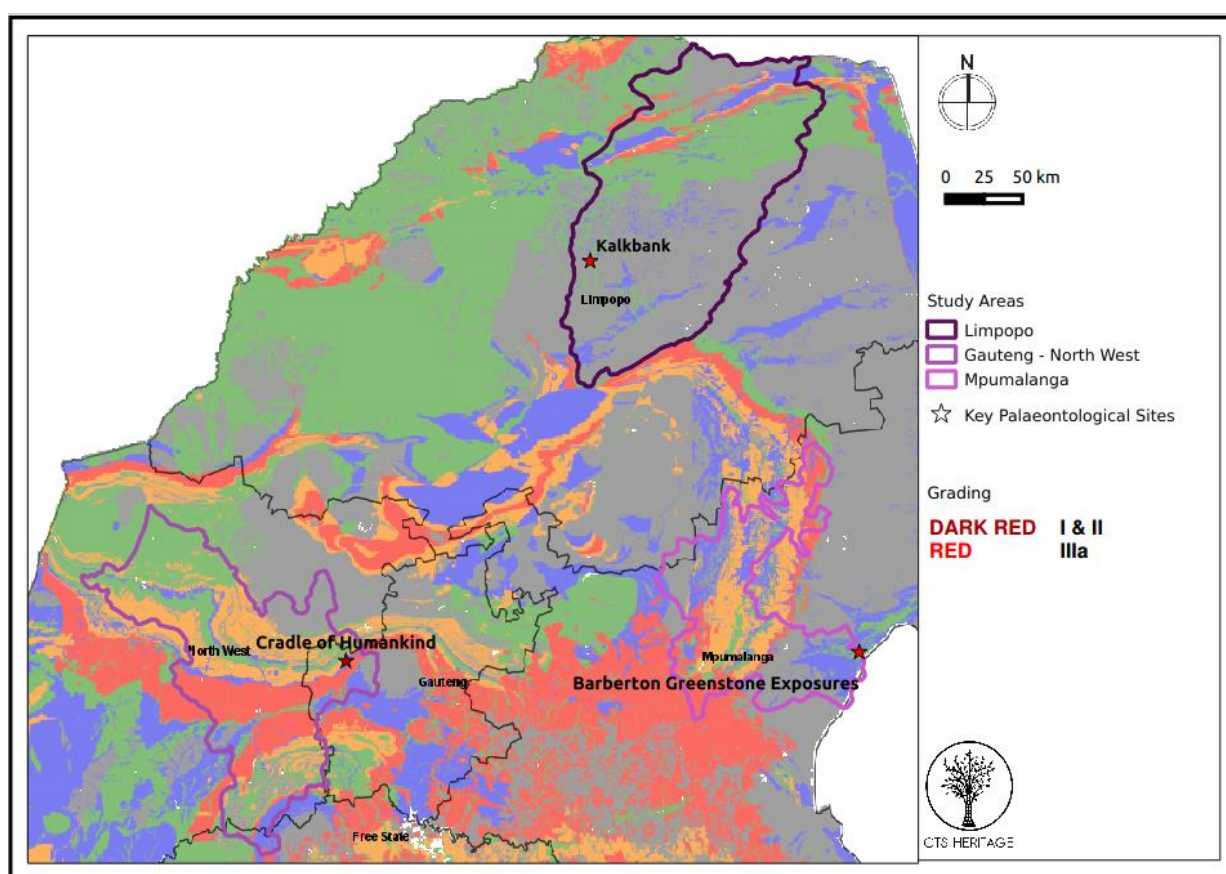 Kalkbank
Limpopo
North West
Cradle of Humankind
Gauteng
Mpumalanga
Barberton Greenstone Exposures
Free State
N
0 25 50 km
Study Areas
Limpopo
Gauteng - North West
Mpumalanga
Key Palaeontological Sites
Grading
DARK RED I & II
RED IIIa
CTS HERITAGE